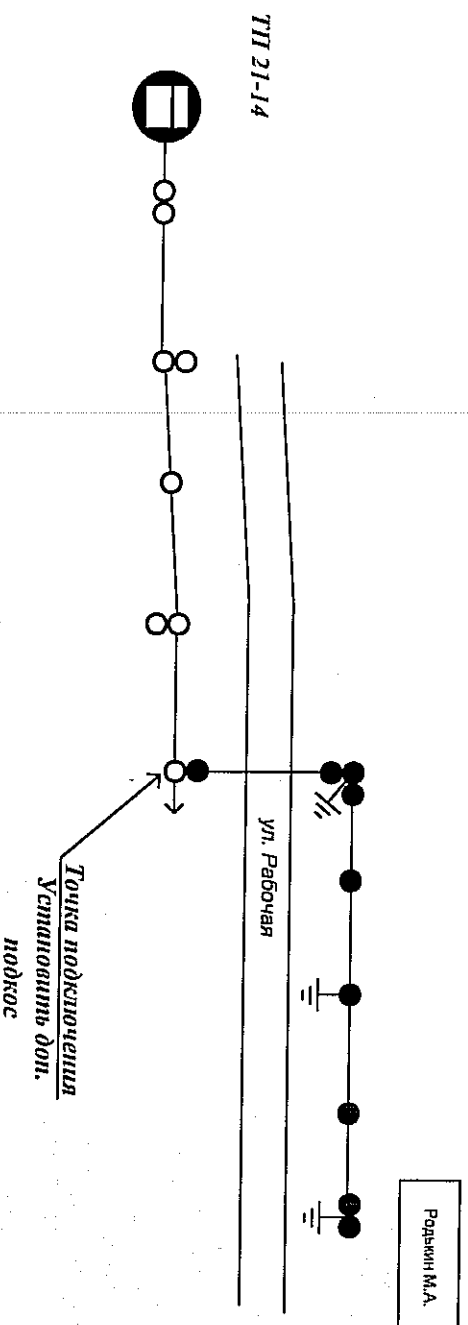 ТП 21-14
Родькин М.А.
ул. Рабочая
Точка подключения
Установить доп.
подкос